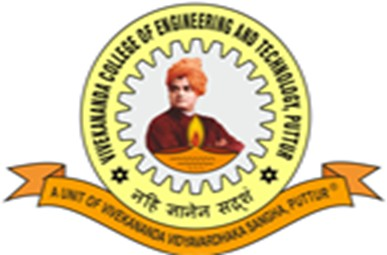 VIVEKANANDA COLLEGE OF ENGINEERING AND TECHNOLOGY, PUTTUR
नहि ज्ञानेन सदृशं
A UNIT OF VIVEKANANDA VIDYAVARDHAKA SANGHA, PUTTUR ®